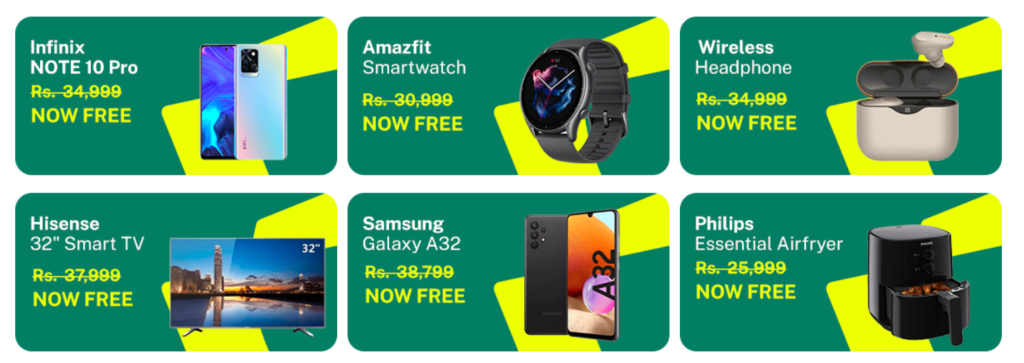 Infinix
NOTE 10 Pro
Rs. 34,999
NOW FREE
Amazfit
Smartwatch
Rs. 30,999
NOW FREE
Wireless
Headphone
Rs. 34,999
NOW FREE
Hisense
32" Smart TV
Rs. 37,999
NOW FREE
32"
Samsung
Galaxy A32
Rs. 38,799
NOW FREE
A32
SAMSUNG
Philips
Essential Airfryer
Rs. 25,999
NOW FREE
PHILIPS